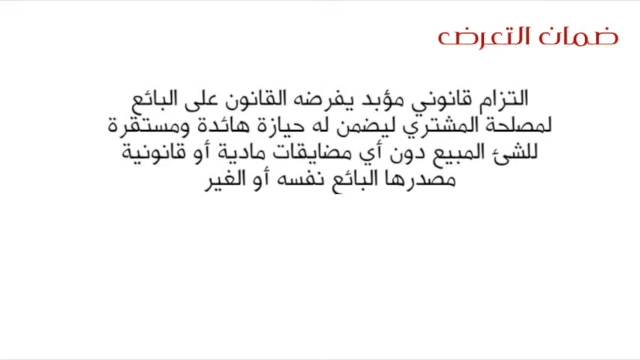 ضمان التعرض
التزام قانوني مؤبد يفرضه القانون على البائع
لمصلحة المشتري ليضمن له حيازة هائدة ومستقرة
للشئ المبيع دون أي مضايقات مادية أو قانونية
مصدرها البائع نفسه أو الغير